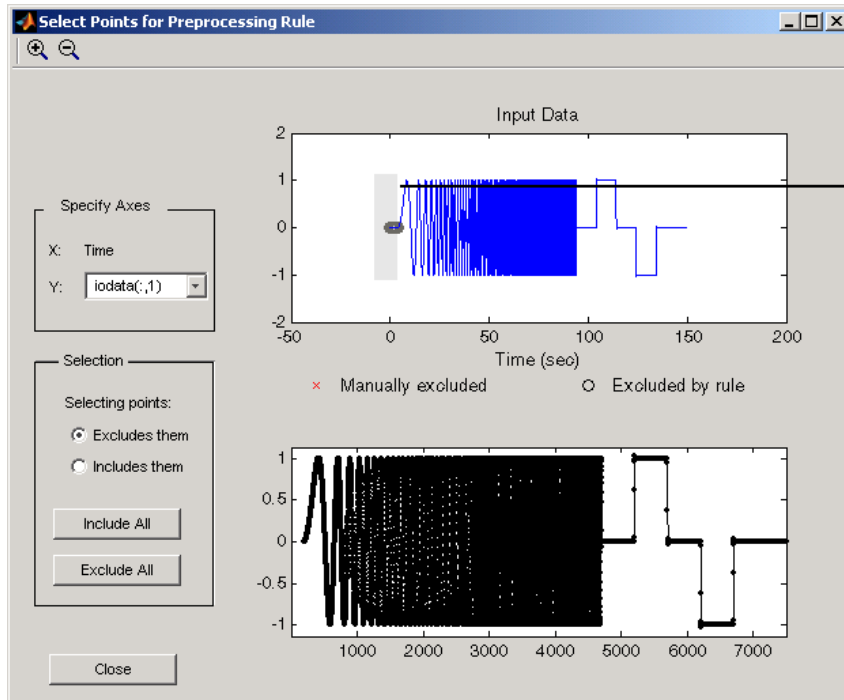 Select Points for Preprocessing Rule
Input Data
2
1
0
-1
-2
-50
0
50
100
150
200
Time (sec)
Specify Axes
X: Time
Y: iodata(:,1)
× Manually excluded
O Excluded by rule
Selection
Selecting points:
Excludes them
Includes them
Include All
Exclude All
Close
1
0.5
0
-0.5
-1
1000
2000
3000
4000
5000
6000
7000